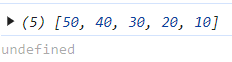 (5) [50, 40, 30, 20, 10]
undefined